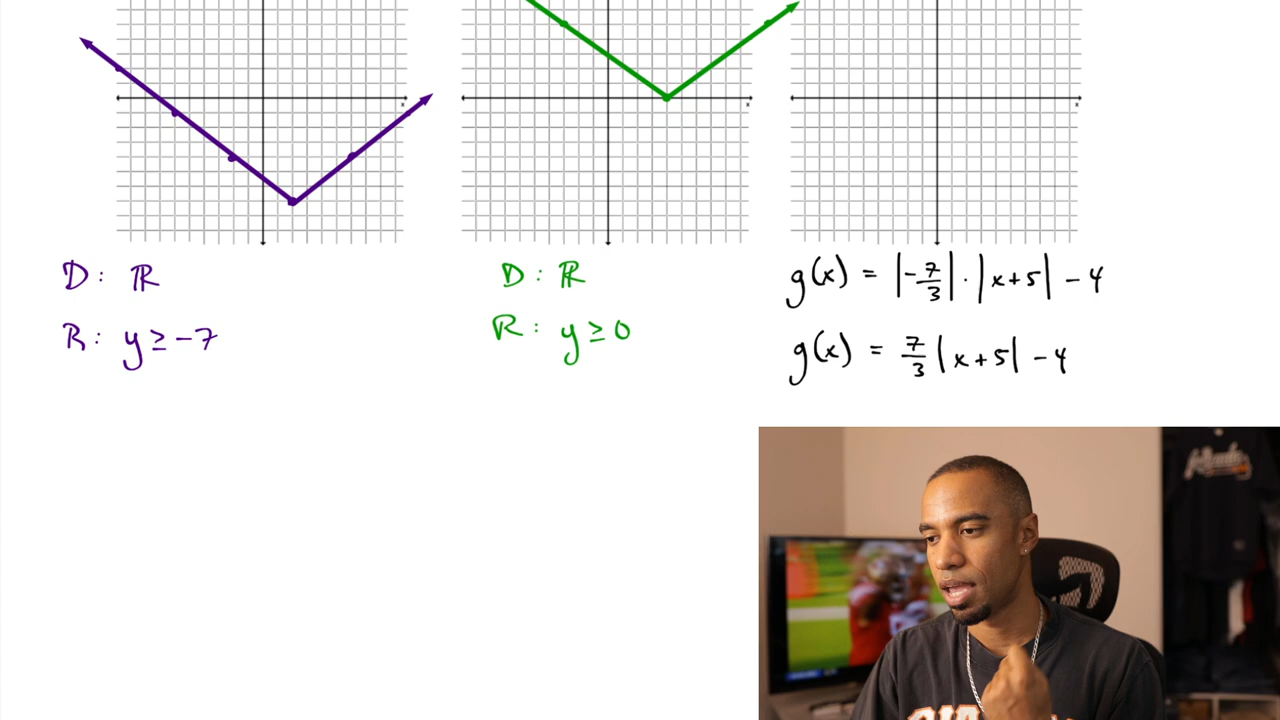 x
x
x
D: ℝ
R: y ≥ -7
D: ℝ
R: y ≥ 0
g(x) = |-7/3| · |x+5| - 4
g(x) = 7/3 |x+5| - 4